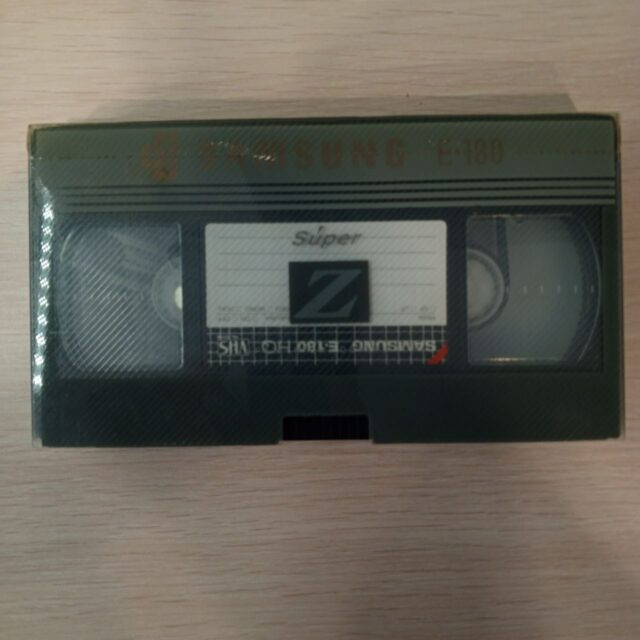 SAMSUNG E-180
Super
Z
SAMSUNG E-180 HQ VHS